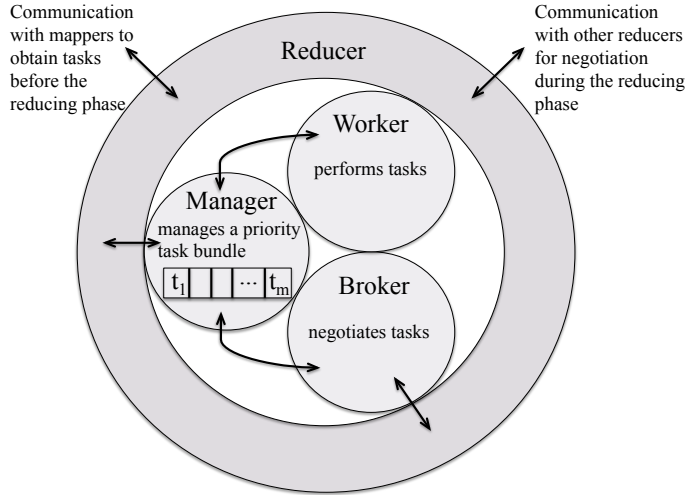 Communication
with mappers to
obtain tasks
before the
reducing phase
Communication
with other reducers
for negotiation
during the reducing
phase
Reducer
Worker
performs tasks
Manager
manages a priority
task bundle
t1 ... tm
Broker
negotiates tasks